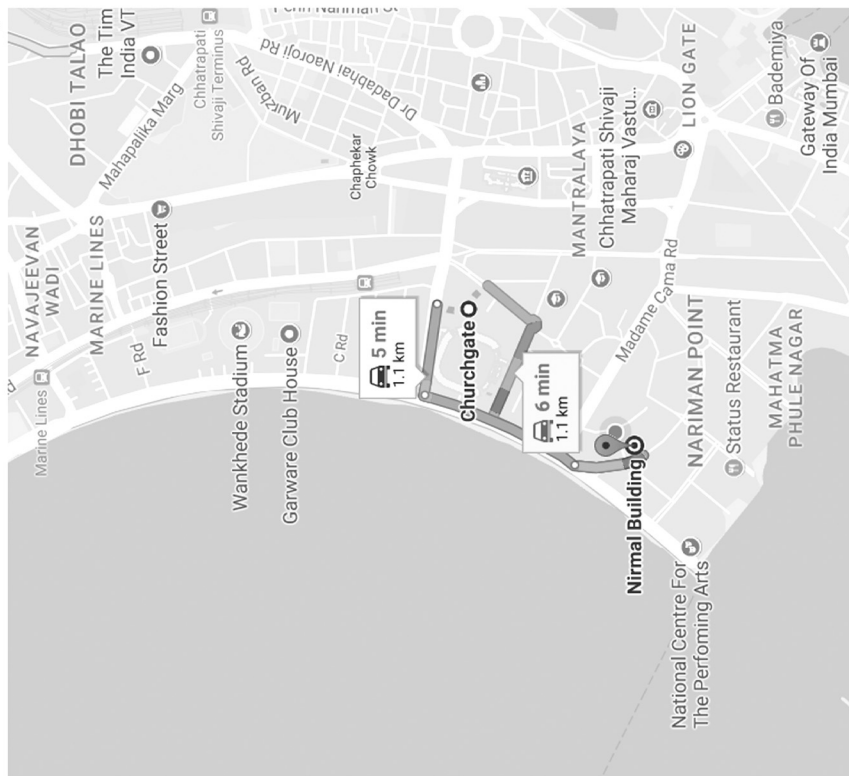 NAVAJEEVAN
WADI
Marine Lines
DHOBI TALAO
MARINE LINES
The Tim
India VT
F Rd
Mahapalika Marg
Fashion Street
Chhatrapati
Shivaji Terminus
Wankhede Stadium
Murzban Rd
Garware Club House
Dr Dadabhai Naoroji Rd
C Rd
Chaphekar
Chowk
5 min
1.1 km
Churchgate
6 min
1.1 km
MANTRALAYA
Chhatrapati Shivaji
Maharaj Vastu...
Nirmal Building
Madame Cama Rd
LION GATE
National Centre For
The Perfoming Arts
NARIMAN POINT
Status Restaurant
Bademiya
MAHATMA
PHULE NAGAR
Gateway Of
India Mumbai